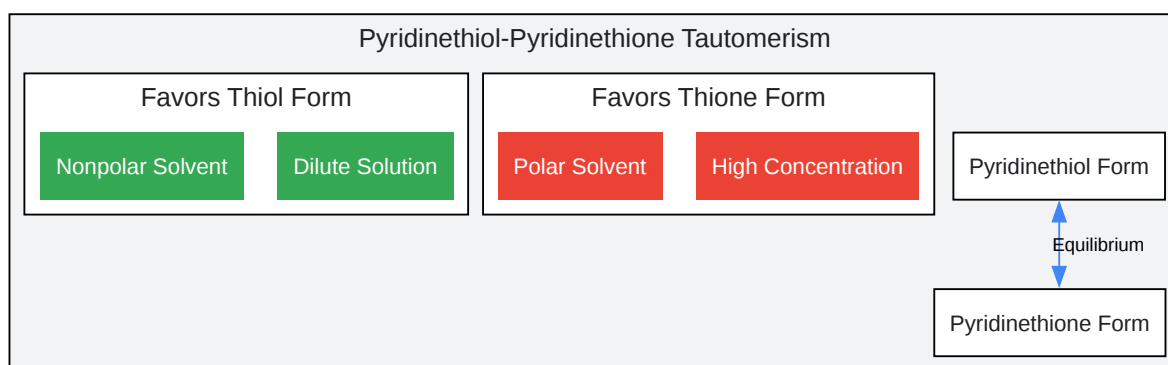 Pyridinethiol-Pyridinethione Tautomerism
Favors Thiol Form
Nonpolar Solvent
Dilute Solution
Favors Thione Form
Polar Solvent
High Concentration
Pyridinethiol Form
Equilibrium
Pyridinethione Form